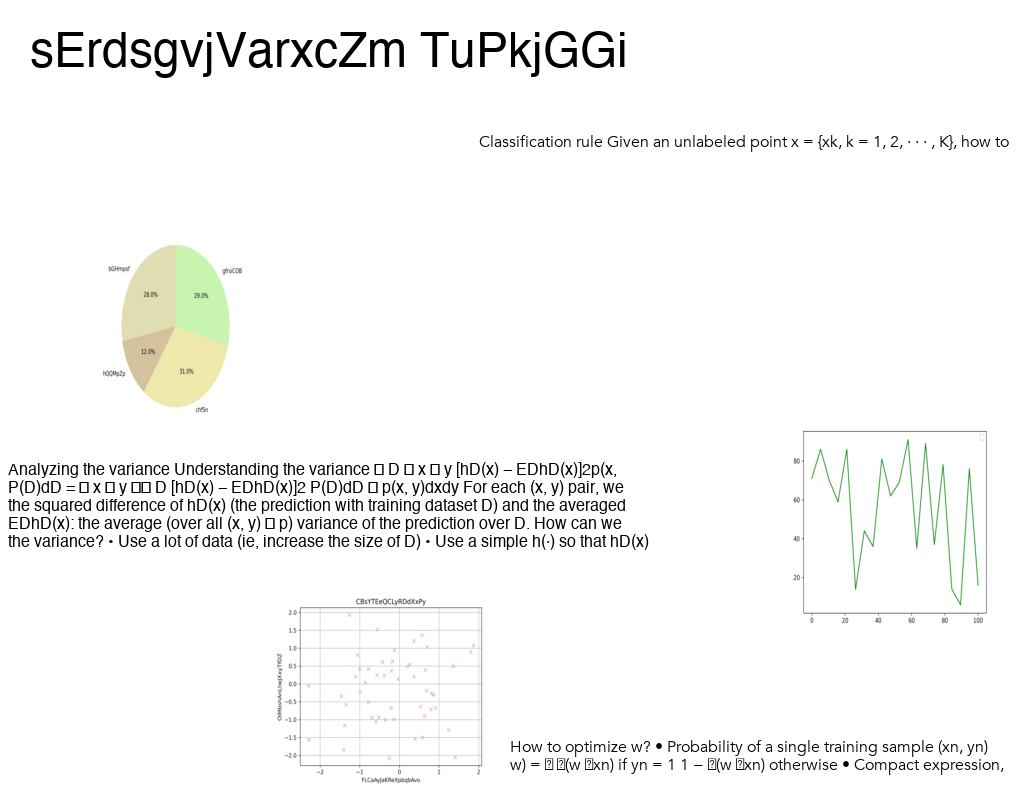 sErdsgvjVarxcZm TuPkjGGi
Classification rule Given an unlabeled point x = {xk, k = 1, 2, · · · , K}, how to
bGHmpaf
gfrsiCOB
28.0%
29.0%
12.0%
31.0%
hQQMpZp
chfSn
Analyzing the variance Understanding the variance □ D □ x □ y [hD(x) − EDhD(x)]2p(x,
P(D)dD = □ x □ y □□ D [hD(x) − EDhD(x)]2 P(D)dD □ p(x, y)dxdy For each (x, y) pair, we
the squared difference of hD(x) (the prediction with training dataset D) and the averaged
EDhD(x): the average (over all (x, y) □ p) variance of the prediction over D. How can we
the variance? • Use a lot of data (ie, increase the size of D) • Use a simple h(·) so that hD(x)
80
60
40
20
0 20 40 60 80 100
CBsYTEeQCLyRDdXxPy
2.0
1.5
1.0
0.5
0.0
−0.5
−1.0
−1.5
−2.0
−2 −1 0 1 2
FLCaAyJaKReXpbqbAvo
How to optimize w? • Probability of a single training sample (xn, yn)
w) = □ □(w □xn) if yn = 1 1 − □(w □xn) otherwise • Compact expression,